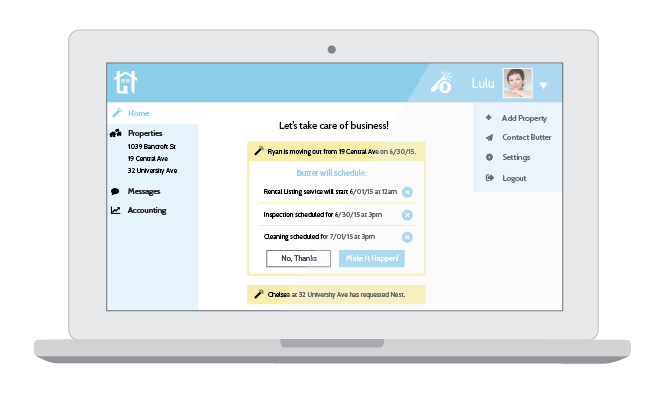 Lulu
Home
Properties
1039 Bancroft St
19 Central Ave
32 University Ave
Messages
Accounting
Let's take care of business!
Ryan is moving out from 19 Central Ave on 6/30/15.
Butter will schedule:
Rental Listing service will start 6/01/15 at 12am
Inspection scheduled for 6/30/15 at 3pm
Cleaning scheduled for 7/01/15 at 3pm
No, Thanks
Make It Happen!
Chelsea at 32 University Ave has requested Nest.
Add Property
Contact Butter
Settings
Logout